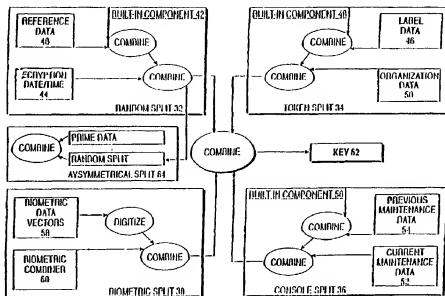 REFERENCE
DATA
40
BUILT-IN COMPONENT 42
COMBINE
ECRYPTION
DATE/TIME
44
COMBINE
RANDOM SPLIT 32
BUILT-IN COMPONENT 48
LABEL
DATA
46
COMBINE
COMBINE
ORGANIZATION
DATA
50
TOKEN SPLIT 34
COMBINE
PRIME DATA
RANDOM SPLIT
AYSYMMETRICAL SPLIT 64
COMBINE
KEY 62
BIOMETRIC
DATA
VECTORS
58
DIGITIZE
BIOMETRIC
COMBINER
60
COMBINE
BIOMETRIC SPLIT 38
BUILT-IN COMPONENT 56
COMBINE
PREVIOUS
MAINTENANCE
DATA
54
COMBINE
CURRENT
MAINTENANCE
DATA
52
CONSOLE SPLIT 36